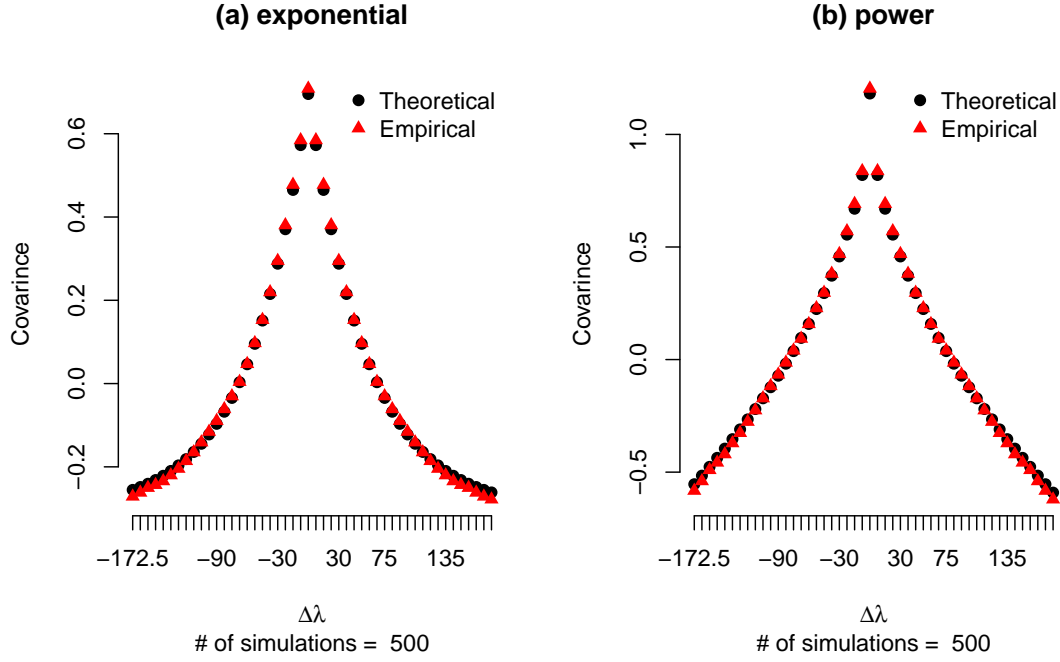 (a) exponential
Theoretical
Empirical
Covarince
0.6
0.4
0.2
0.0
−0.2
−172.5 −90 −30 30 75 135
Δλ
# of simulations = 500
(b) power
Theoretical
Empirical
Covarince
1.0
0.5
0.0
−0.5
−172.5 −90 −30 30 75 135
Δλ
# of simulations = 500